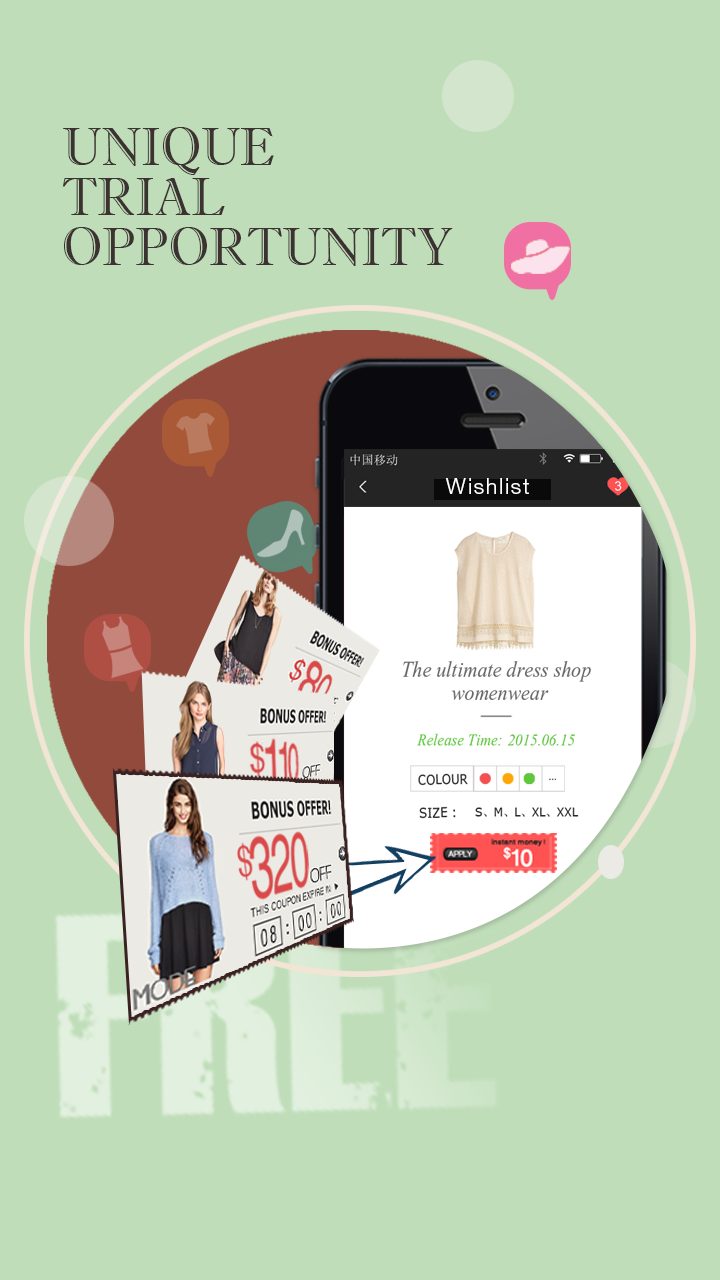 UNIQUE
TRIAL
OPPORTUNITY
中国移动
Wishlist
3
The ultimate dress shop
womenwear
Release Time: 2015.06.15
COLOUR
...
SIZE : S、M、L、XL、XXL
APPLY
instant money!
$10
BONUS OFFER!
$80
BONUS OFFER!
$110 OFF
BONUS OFFER!
$320 OFF
THIS COUPON EXPIRE IN
08 : 00 : 00
MODE
FREE